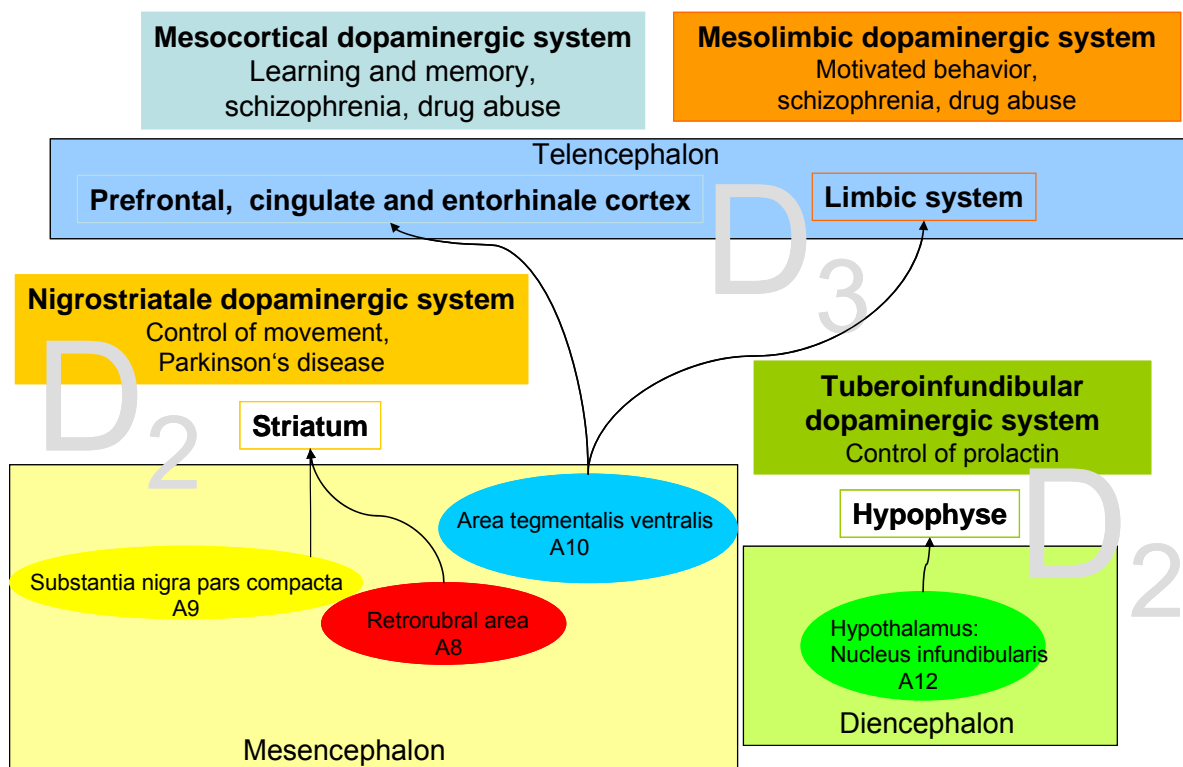 Mesocortical dopaminergic system
Learning and memory,
schizophrenia, drug abuse
Mesolimbic dopaminergic system
Motivated behavior,
schizophrenia, drug abuse
Telencephalon
Prefrontal, cingulate and entorhinale cortex
Limbic system
D3
Nigrostriatale dopaminergic system
Control of movement,
Parkinson‘s disease
D2
Striatum
Tuberoinfundibular
dopaminergic system
Control of prolactin
D2
Hypophyse
Area tegmentalis ventralis
A10
Substantia nigra pars compacta
A9
Retrorubral area
A8
Hypothalamus:
Nucleus infundibularis
A12
Mesencephalon
Diencephalon